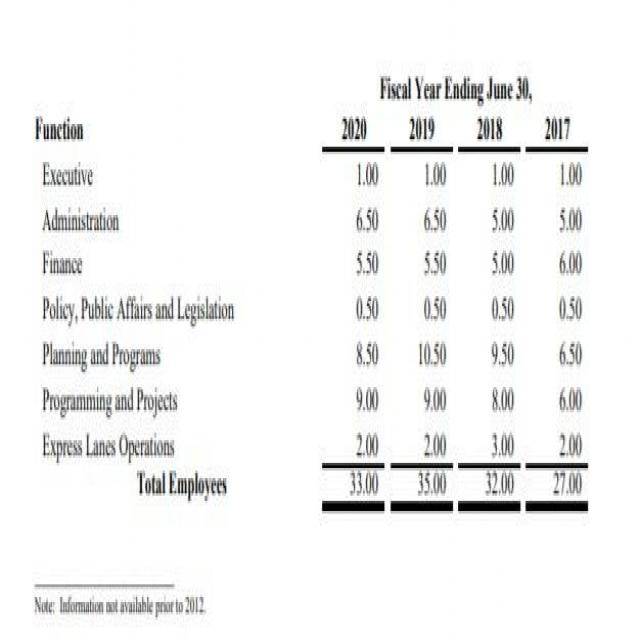 Fiscal Year Ending June 30,
Function 2020 2019 2018 2017
Executive 1.00 1.00 1.00 1.00
Administration 6.50 6.50 5.00 5.00
Finance 5.50 5.50 5.00 6.00
Policy, Public Affairs and Legislation 0.50 0.50 0.50 0.50
Planning and Programs 8.50 10.50 9.50 6.50
Programming and Projects 9.00 9.00 8.00 6.00
Express Lanes Operations 2.00 2.00 3.00 2.00
Total Employees 33.00 35.00 32.00 27.00
Note: Information not available prior to 2012.